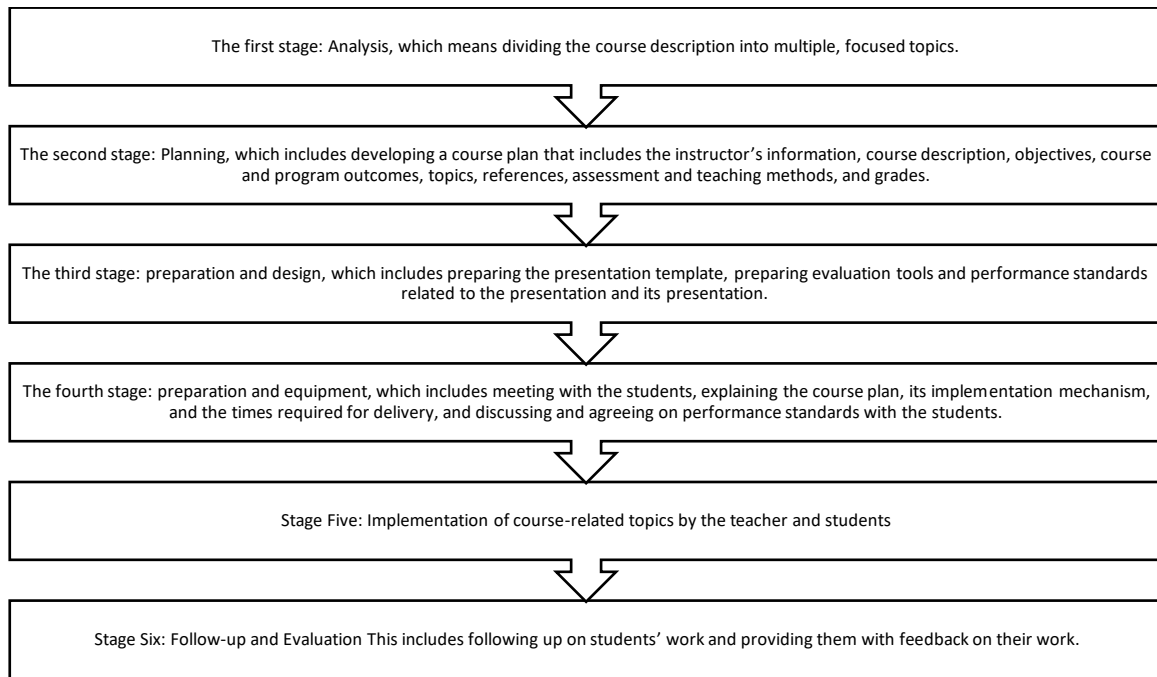 The first stage: Analysis, which means dividing the course description into multiple, focused topics.
The second stage: Planning, which includes developing a course plan that includes the instructor’s information, course description, objectives, course
and program outcomes, topics, references, assessment and teaching methods, and grades.
The third stage: preparation and design, which includes preparing the presentation template, preparing evaluation tools and performance standards
related to the presentation and its presentation.
The fourth stage: preparation and equipment, which includes meeting with the students, explaining the course plan, its implementation mechanism,
and the times required for delivery, and discussing and agreeing on performance standards with the students.
Stage Five: Implementation of course-related topics by the teacher and students
Stage Six: Follow-up and Evaluation This includes following up on students’ work and providing them with feedback on their work.